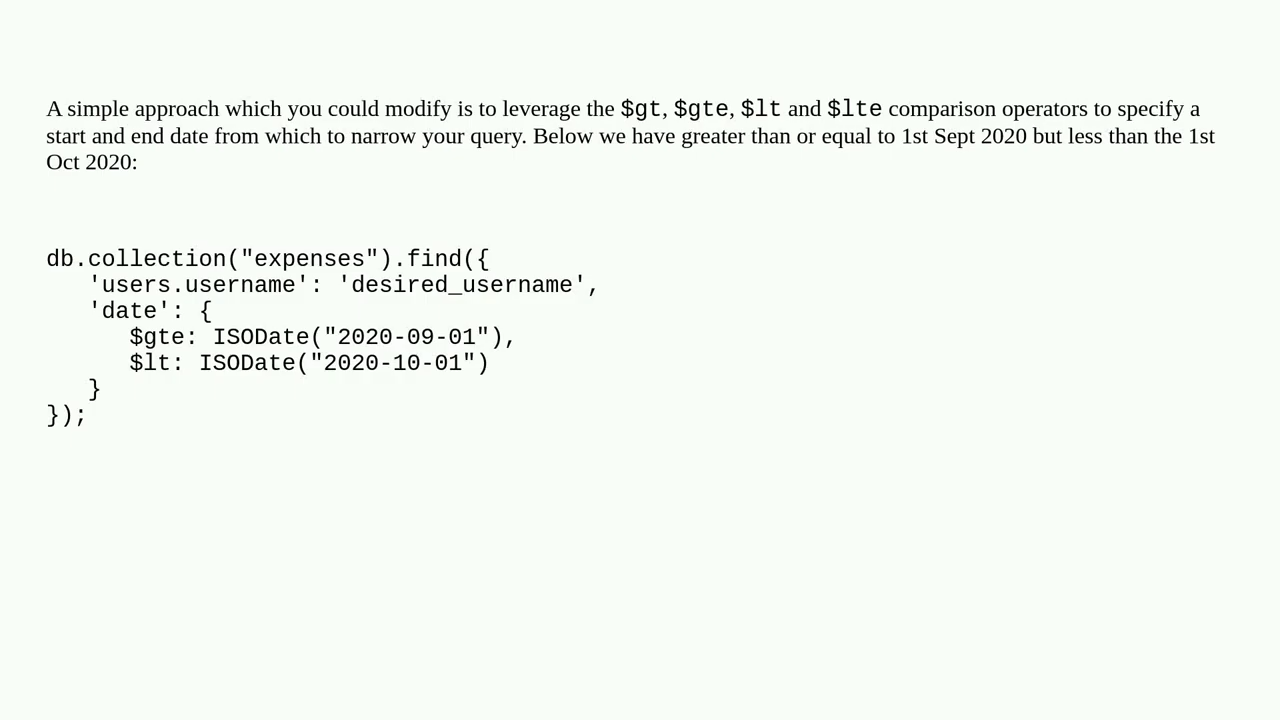 A simple approach which you could modify is to leverage the $gt, $gte, $lt and $lte comparison operators to specify a
start and end date from which to narrow your query. Below we have greater than or equal to 1st Sept 2020 but less than the 1st
Oct 2020:
db.collection("expenses").find({
   'users.username': 'desired_username',
   'date': {
      $gte: ISODate("2020-09-01"),
      $lt: ISODate("2020-10-01")
   }
});